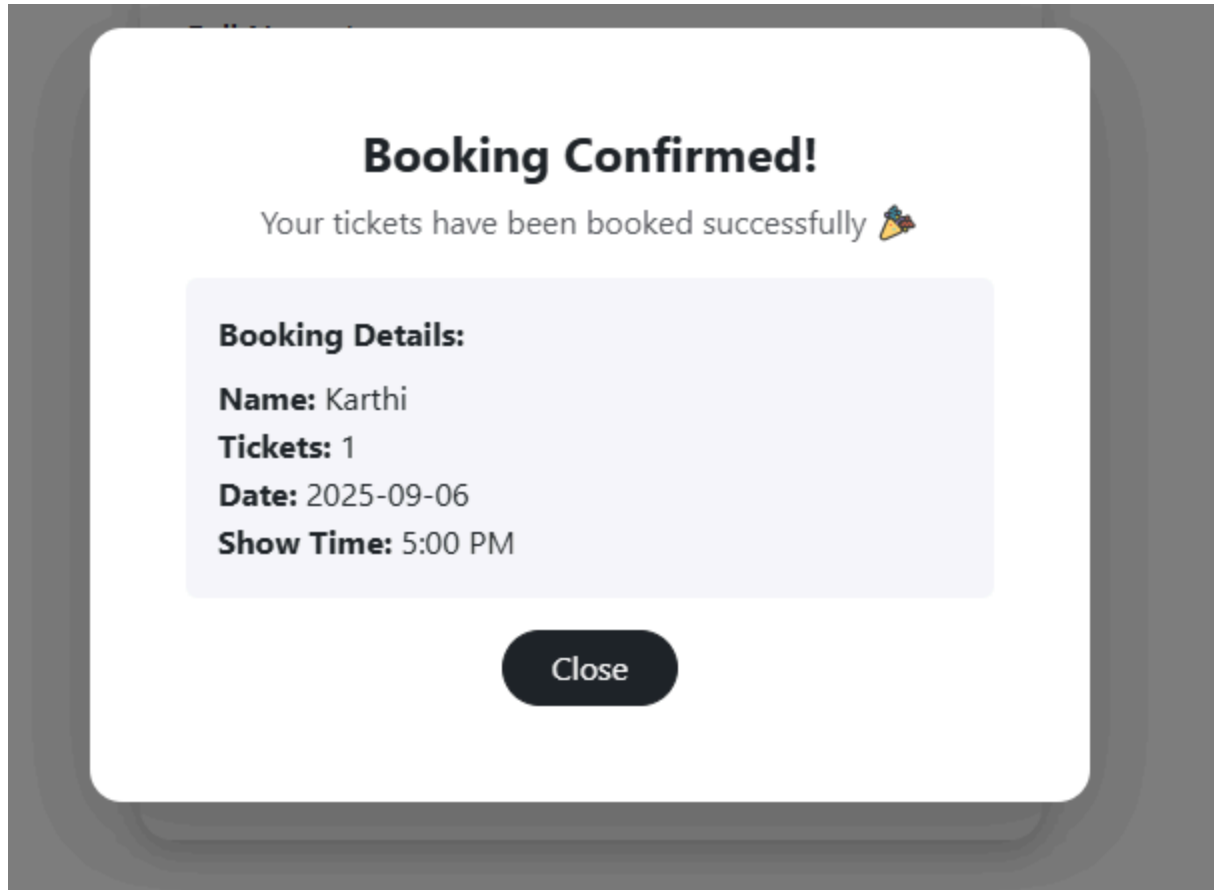 Booking Confirmed!
Your tickets have been booked successfully 🎉
Booking Details:
Name: Karthi
Tickets: 1
Date: 2025-09-06
Show Time: 5:00 PM
Close